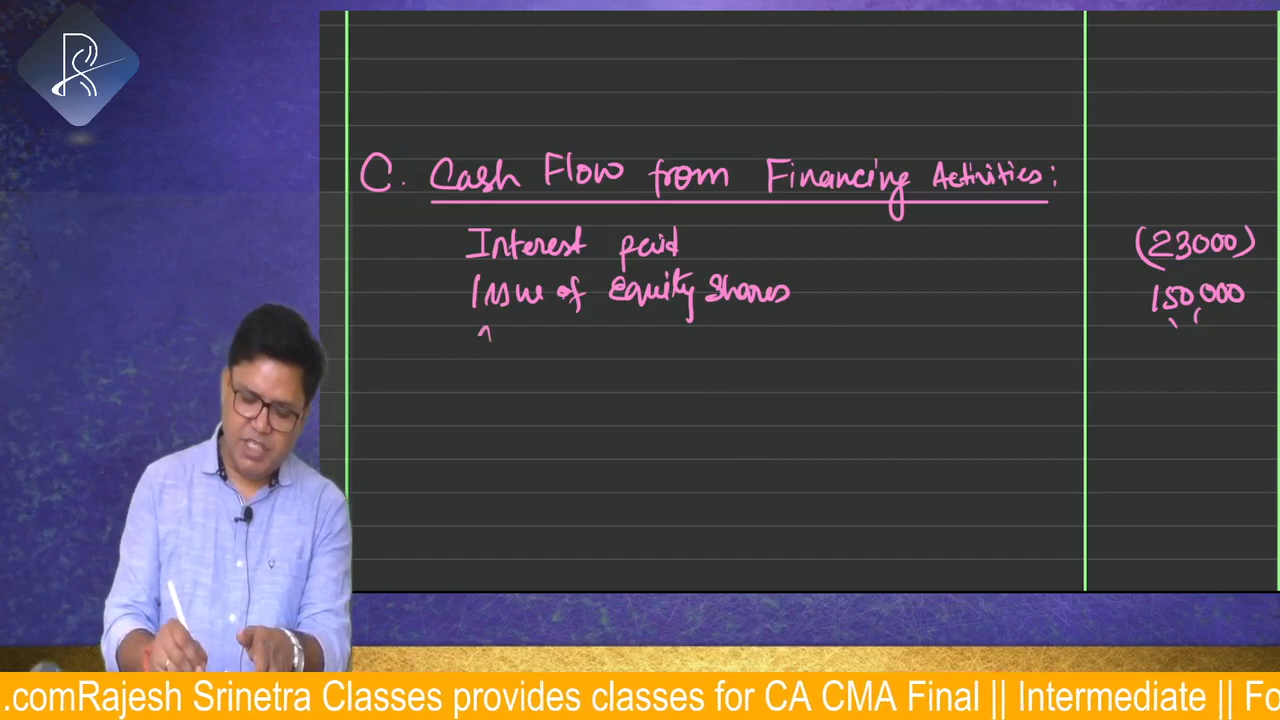 C. Cash Flow from Financing Activities:
Interest paid (23000)
Issue of Equity Shares 150,000
.comRajesh Srinetra Classes provides classes for CA CMA Final || Intermediate || Fo